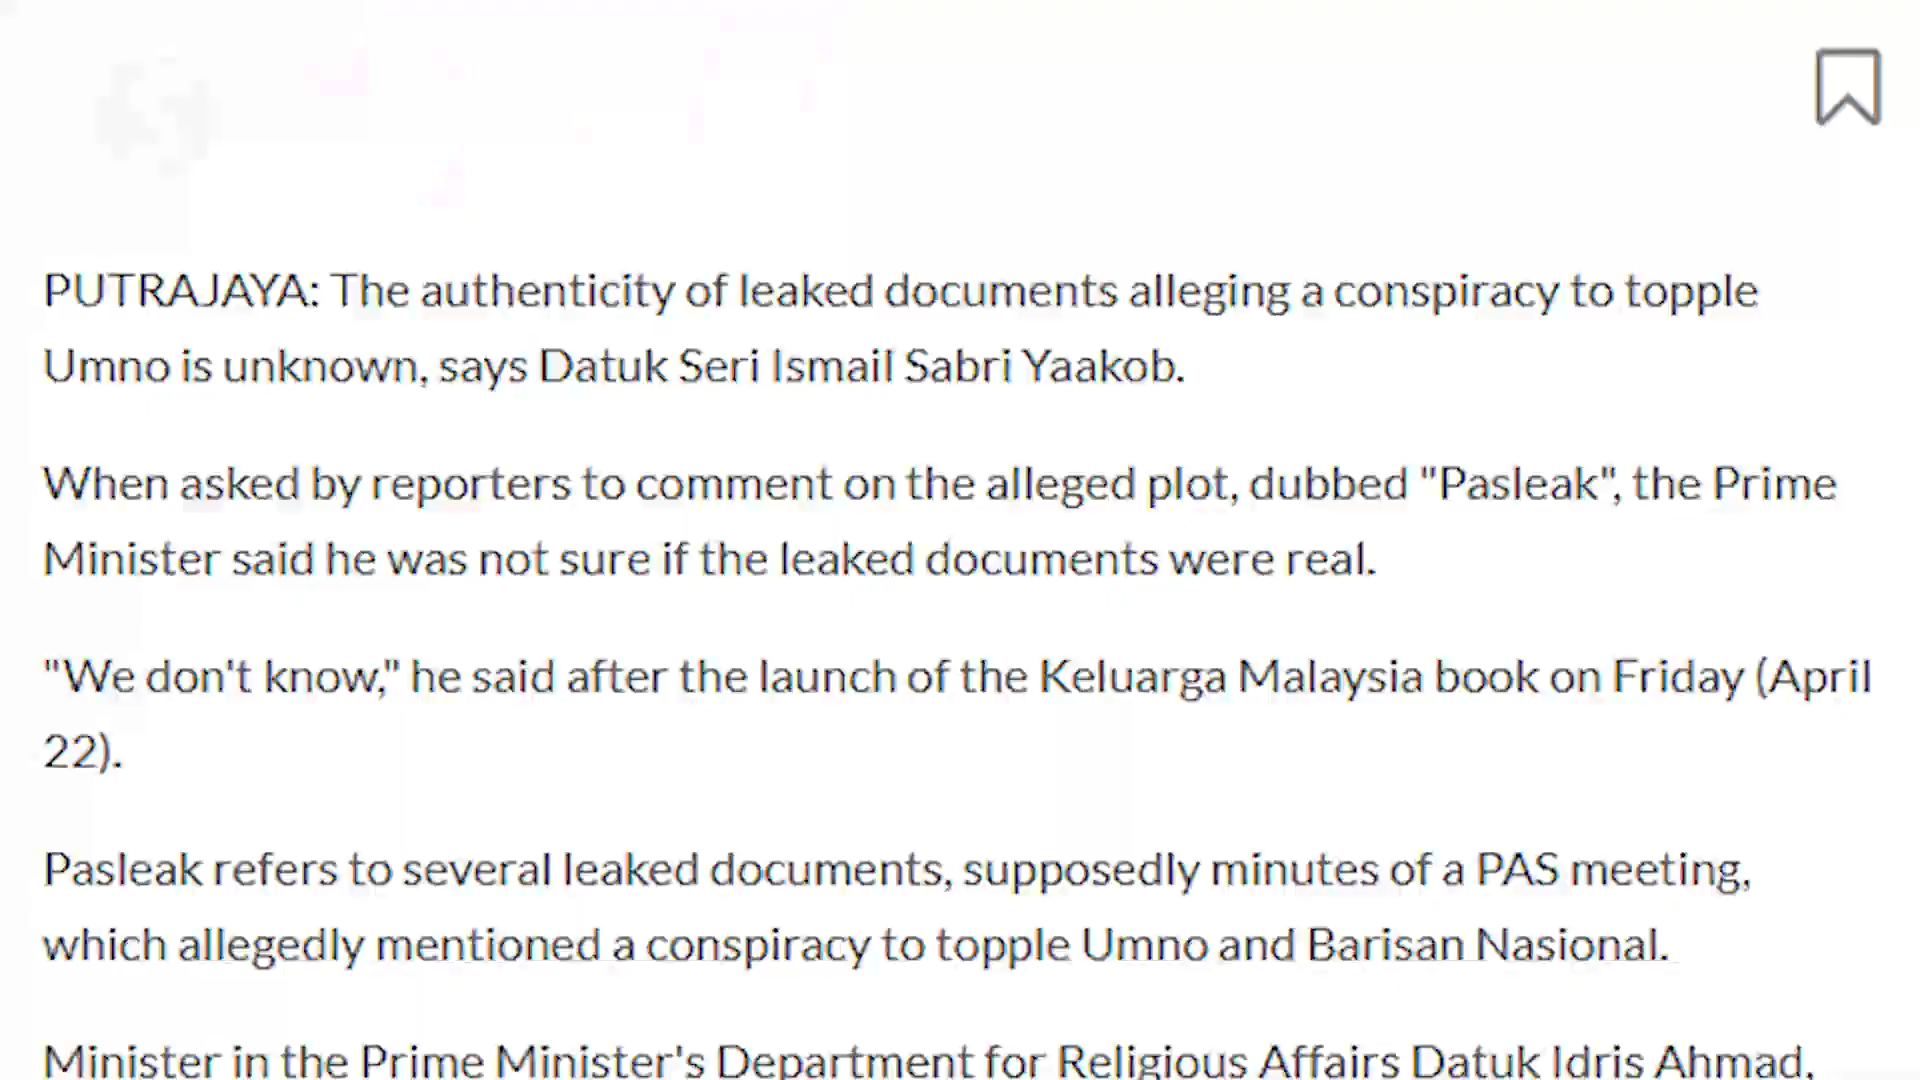 PUTRAJAYA: The authenticity of leaked documents alleging a conspiracy to topple
Umno is unknown, says Datuk Seri Ismail Sabri Yaakob.
When asked by reporters to comment on the alleged plot, dubbed "Pasleak", the Prime
Minister said he was not sure if the leaked documents were real.
"We don't know," he said after the launch of the Keluarga Malaysia book on Friday (April
22).
Pasleak refers to several leaked documents, supposedly minutes of a PAS meeting,
which allegedly mentioned a conspiracy to topple Umno and Barisan Nasional.
Minister in the Prime Minister's Department for Religious Affairs Datuk Idris Ahmad,